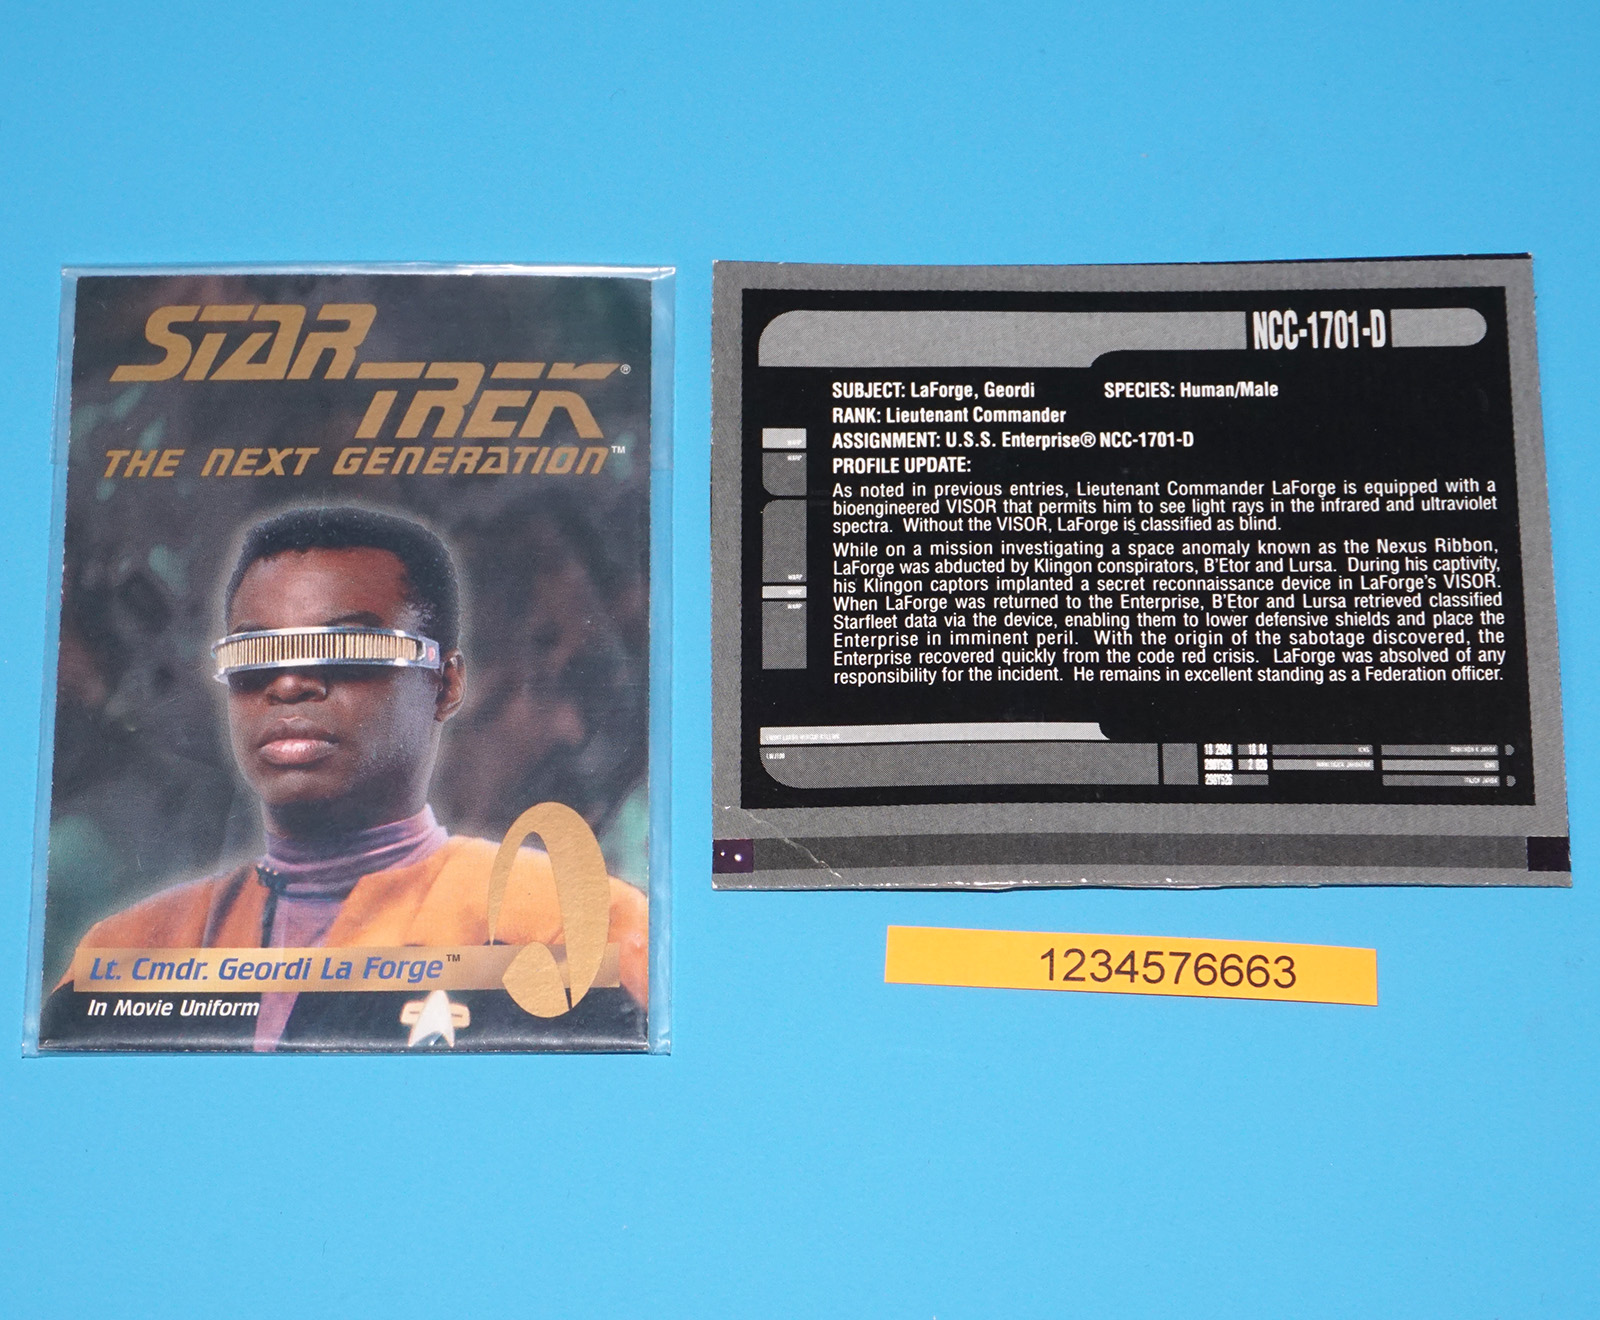 STAR
TREK®
THE NEXT GENERATION™
Lt. Cmdr. Geordi La Forge™
In Movie Uniform
NCC-1701-D
SUBJECT: LaForge, Geordi SPECIES: Human/Male
RANK: Lieutenant Commander
ASSIGNMENT: U.S.S. Enterprise® NCC-1701-D
PROFILE UPDATE:
As noted in previous entries, Lieutenant Commander LaForge is equipped with a
bioengineered VISOR that permits him to see light rays in the infrared and ultraviolet
spectra. Without the VISOR, LaForge is classified as blind.
While on a mission investigating a space anomaly known as the Nexus Ribbon,
LaForge was abducted by Klingon conspirators, B'Etor and Lursa. During his captivity,
his Klingon captors implanted a secret reconnaissance device in LaForge's VISOR.
When LaForge was returned to the Enterprise, B'Etor and Lursa retrieved classified
Starfleet data via the device, enabling them to lower defensive shields and place the
Enterprise in imminent peril. With the origin of the sabotage discovered, the
Enterprise recovered quickly from the code red crisis. LaForge was absolved of any
responsibility for the incident. He remains in excellent standing as a Federation officer.
1234576663